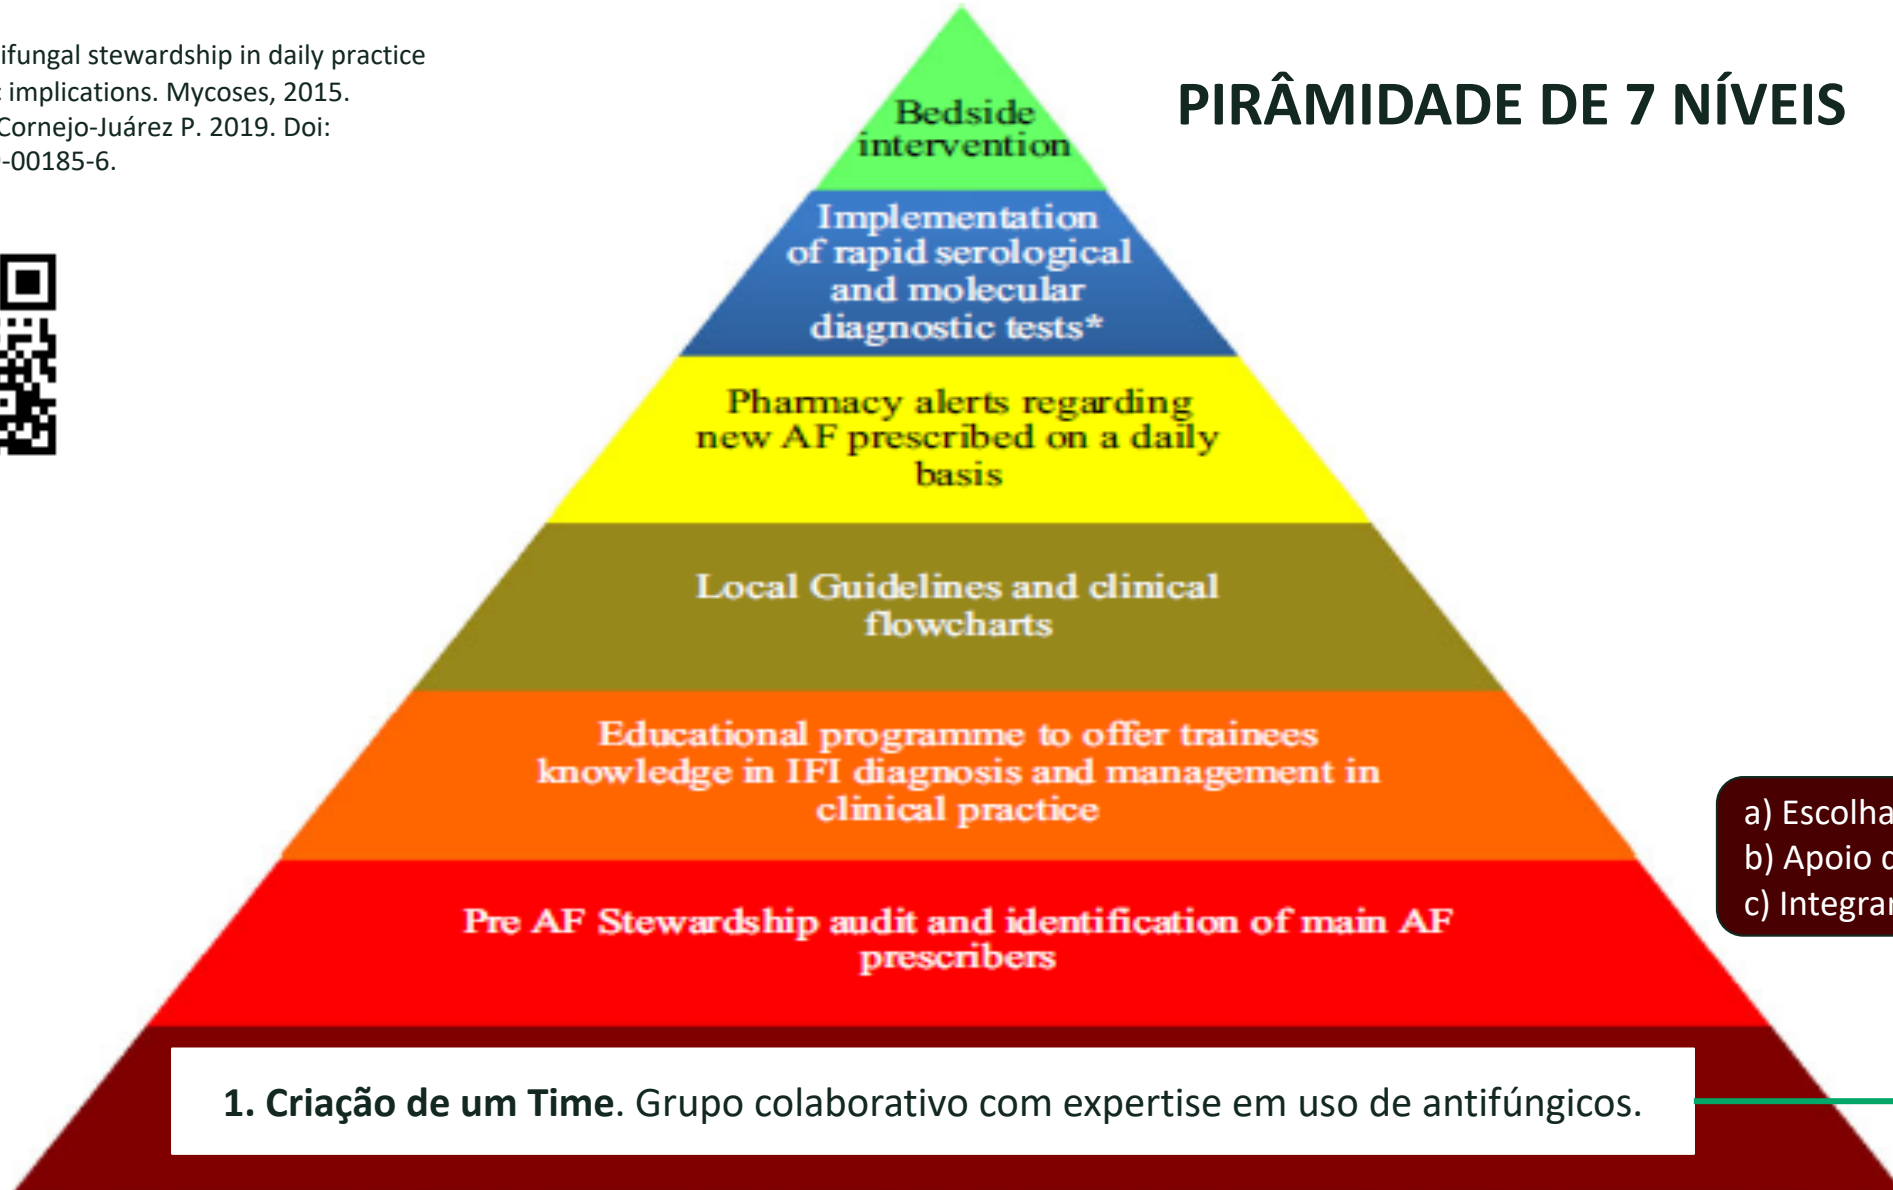 ifungal stewardship in daily practice
implications. Mycoses, 2015.
Cornejo-Juárez P. 2019. Doi:
-00185-6.
PIRÂMIDADE DE 7 NÍVEIS
Bedside
intervention
Implementation
of rapid serological
and molecular
diagnostic tests*
Pharmacy alerts regarding
new AF prescribed on a daily
basis
Local Guidelines and clinical
flowcharts
Educational programme to offer trainees
knowledge in IFI diagnosis and management in
clinical practice
Pre AF Stewardship audit and identification of main AF
prescribers
a) Escolha
b) Apoio
c) Integrar
1. Criação de um Time. Grupo colaborativo com expertise em uso de antifúngicos.